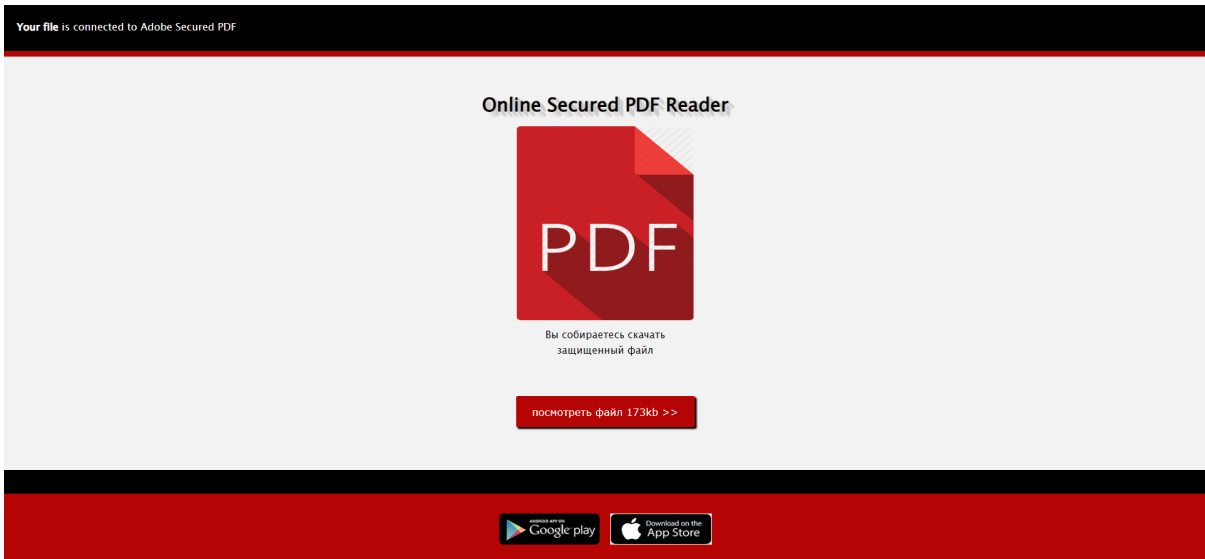 Your file is connected to Adobe Secured PDF
Online Secured PDF Reader
PDF
Вы собираетесь скачать
защищенный файл
посмотреть файл 173kb >>
ANDROID APP ON
Google play
Download on the
App Store